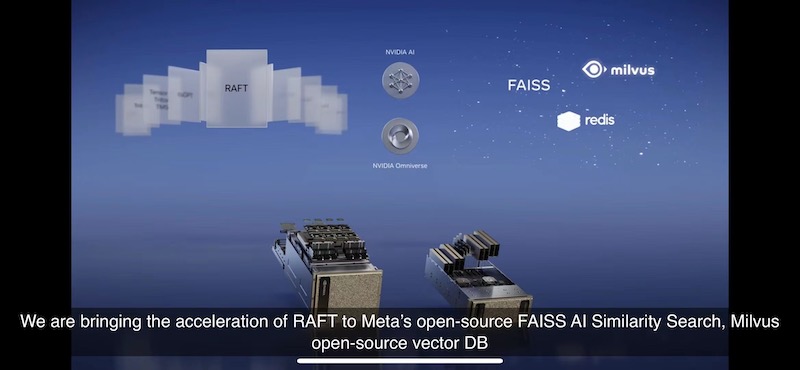 NVIDIA AI
RAFT
FAISS
milvus
redis
NVIDIA Omniverse
We are bringing the acceleration of RAFT to Meta's open-source FAISS AI Similarity Search, Milvus
open-source vector DB